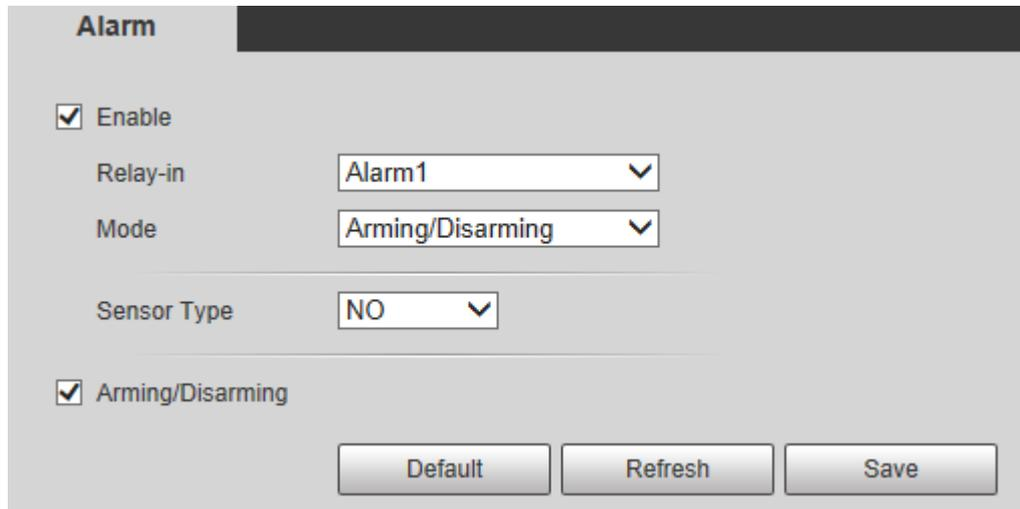 Alarm
Enable
Relay-in Alarm1
Mode Arming/Disarming
Sensor Type NO
Arming/Disarming
Default Refresh Save